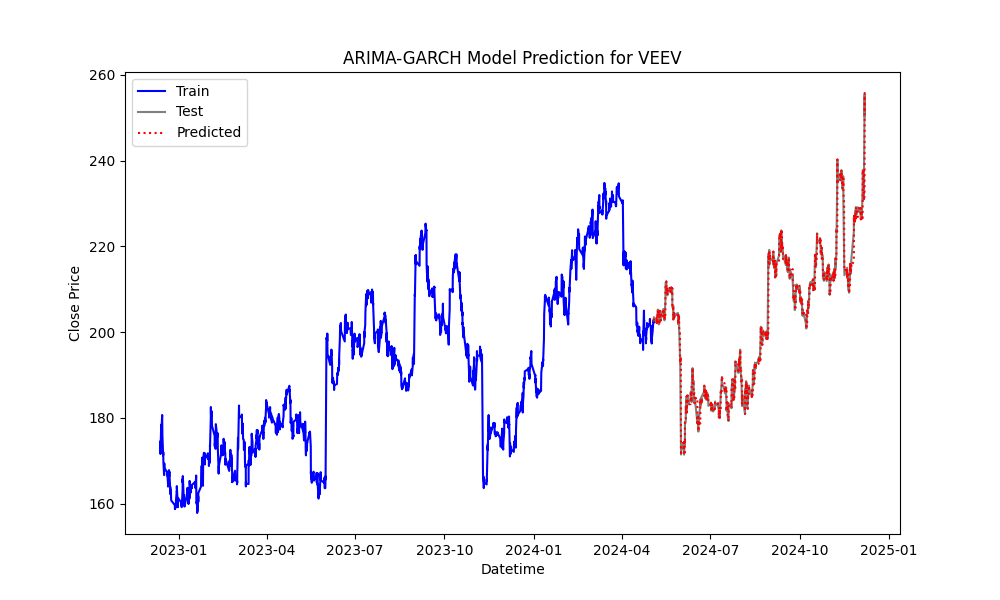 ARIMA-GARCH Model Prediction for VEEV
Train
Test
Predicted
260
240
220
200
180
160
Close Price
2023-01 2023-04 2023-07 2023-10 2024-01 2024-04 2024-07 2024-10 2025-01
Datetime